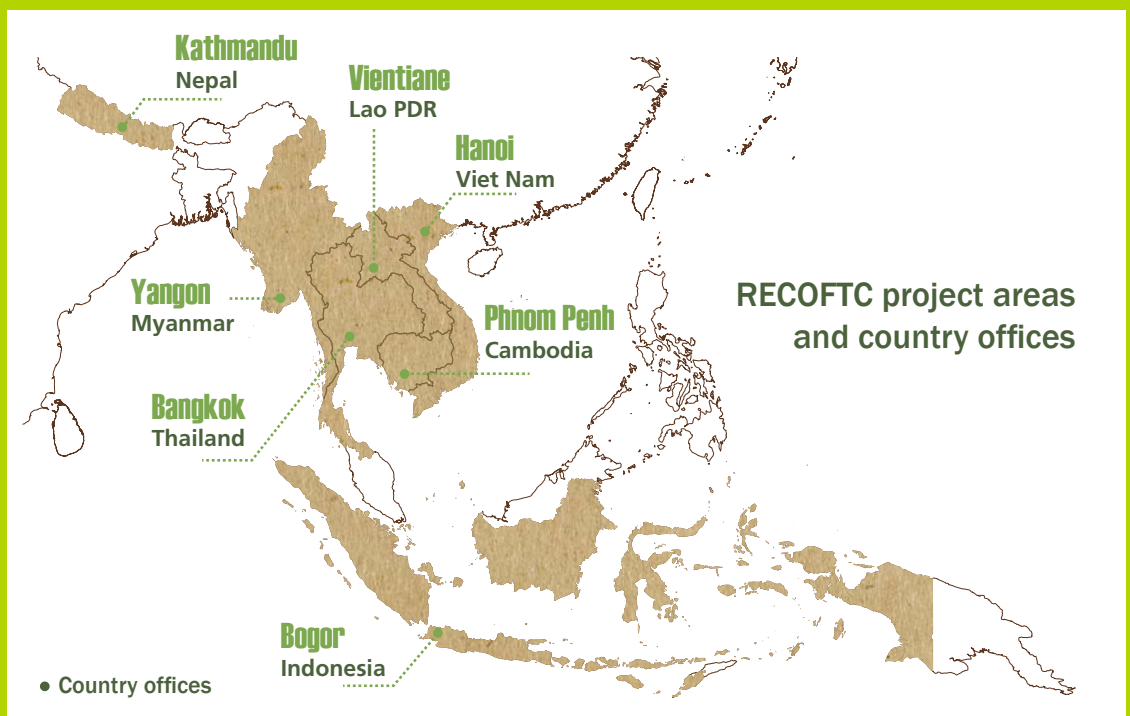 Kathmandu
Nepal
Vientiane
Lao PDR
Hanoi
Viet Nam
Yangon
Myanmar
Phnom Penh
Cambodia
RECOFTC project areas
and country offices
Bangkok
Thailand
Bogor
Indonesia
Country offices